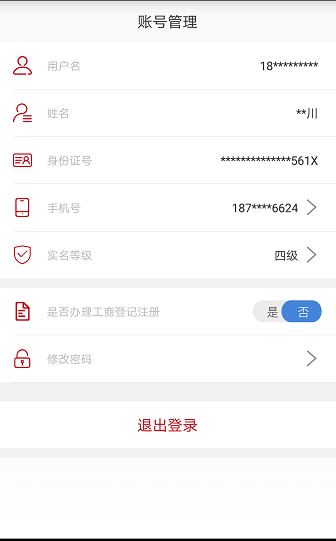 账号管理
用户名 18*********
姓名 **川
身份证号 **************561X
手机号 187****6624
实名等级 四级
是否办理工商登记注册 是 否
修改密码
退出登录